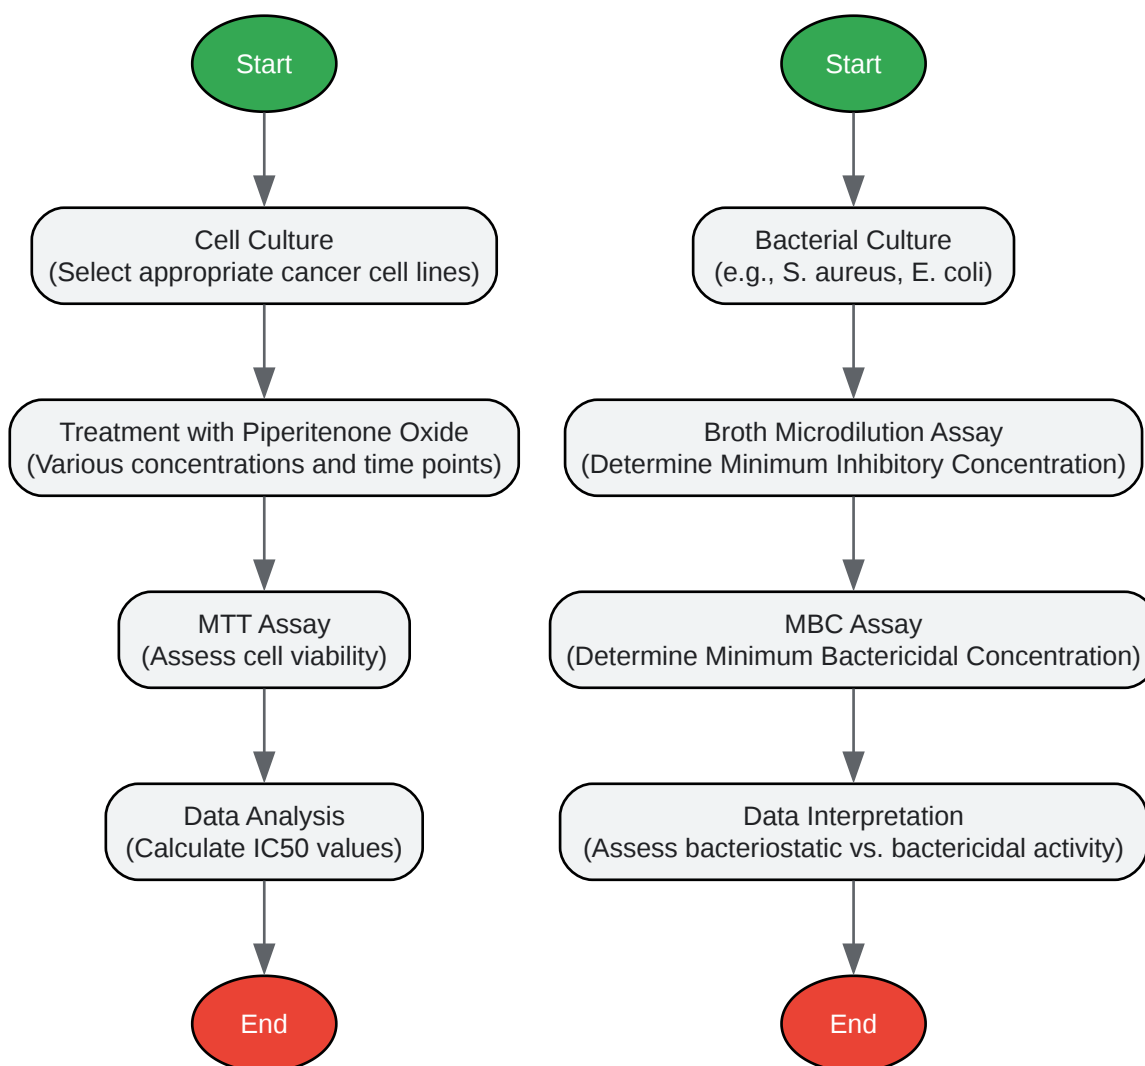 Start
Cell Culture
(Select appropriate cancer cell lines)
Treatment with Piperitenone Oxide
(Various concentrations and time points)
MTT Assay
(Assess cell viability)
Data Analysis
(Calculate IC50 values)
End
Start
Bacterial Culture
(e.g., S. aureus, E. coli)
Broth Microdilution Assay
(Determine Minimum Inhibitory Concentration)
MBC Assay
(Determine Minimum Bactericidal Concentration)
Data Interpretation
(Assess bacteriostatic vs. bactericidal activity)
End